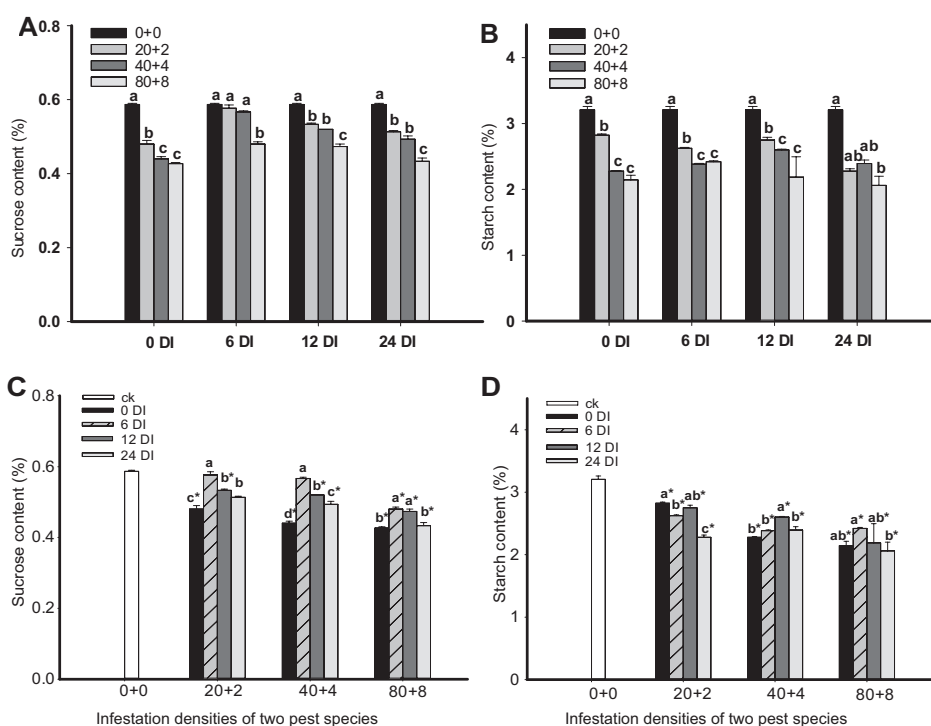 A
0+0
20+2
40+4
80+8
Sucrose content (%)
0.8
0.6
0.4
0.2
0.0
a b c c
a a a b
a b b c
a b b c
0 DI 6 DI 12 DI 24 DI
B
0+0
20+2
40+4
80+8
Starch content (%)
4
3
2
1
0
a b c c
a b c c
a b c c
a ab ab b
0 DI 6 DI 12 DI 24 DI
C
ck
0 DI
6 DI
12 DI
24 DI
Sucrose content (%)
0.8
0.6
0.4
0.2
0.0
c* a b* b
d* a b* c*
b* a* a* b*
0+0 20+2 40+4 80+8
Infestation densities of two pest species
D
ck
0 DI
6 DI
12 DI
24 DI
Starch content (%)
4
3
2
1
0
a* b* ab* c*
b* b* a* b*
ab* a* ab* b*
0+0 20+2 40+4 80+8
Infestation densities of two pest species